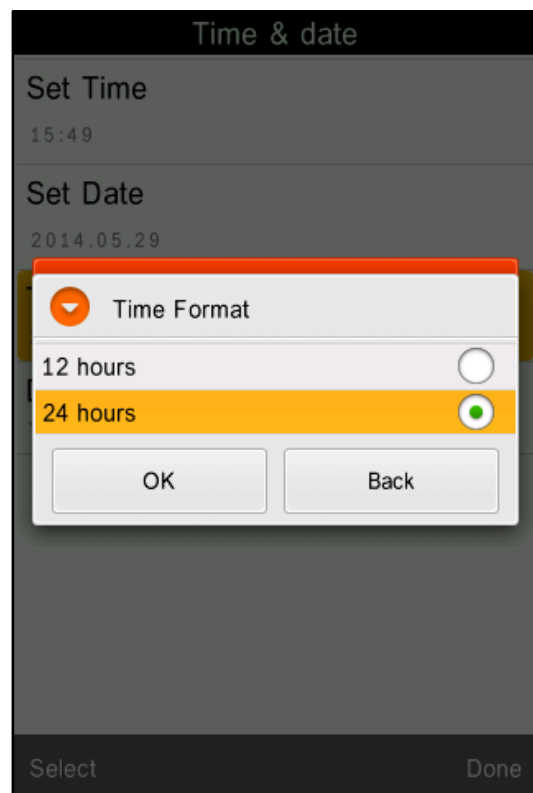 Time & date
Set Time
15:49
Set Date
2014.05.29
Time Format
12 hours
24 hours
OK
Back
Select
Done